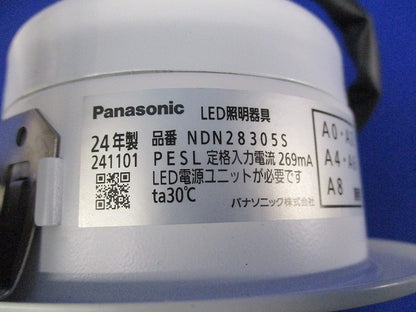 Panasonic LED照明器具
24年製 品番 NDN28305S
241101 PESL 定格入力電流 269mA
LED電源ユニットが必要です
ta30℃
パナソニック株式会社
A0・A
A4・A
A8